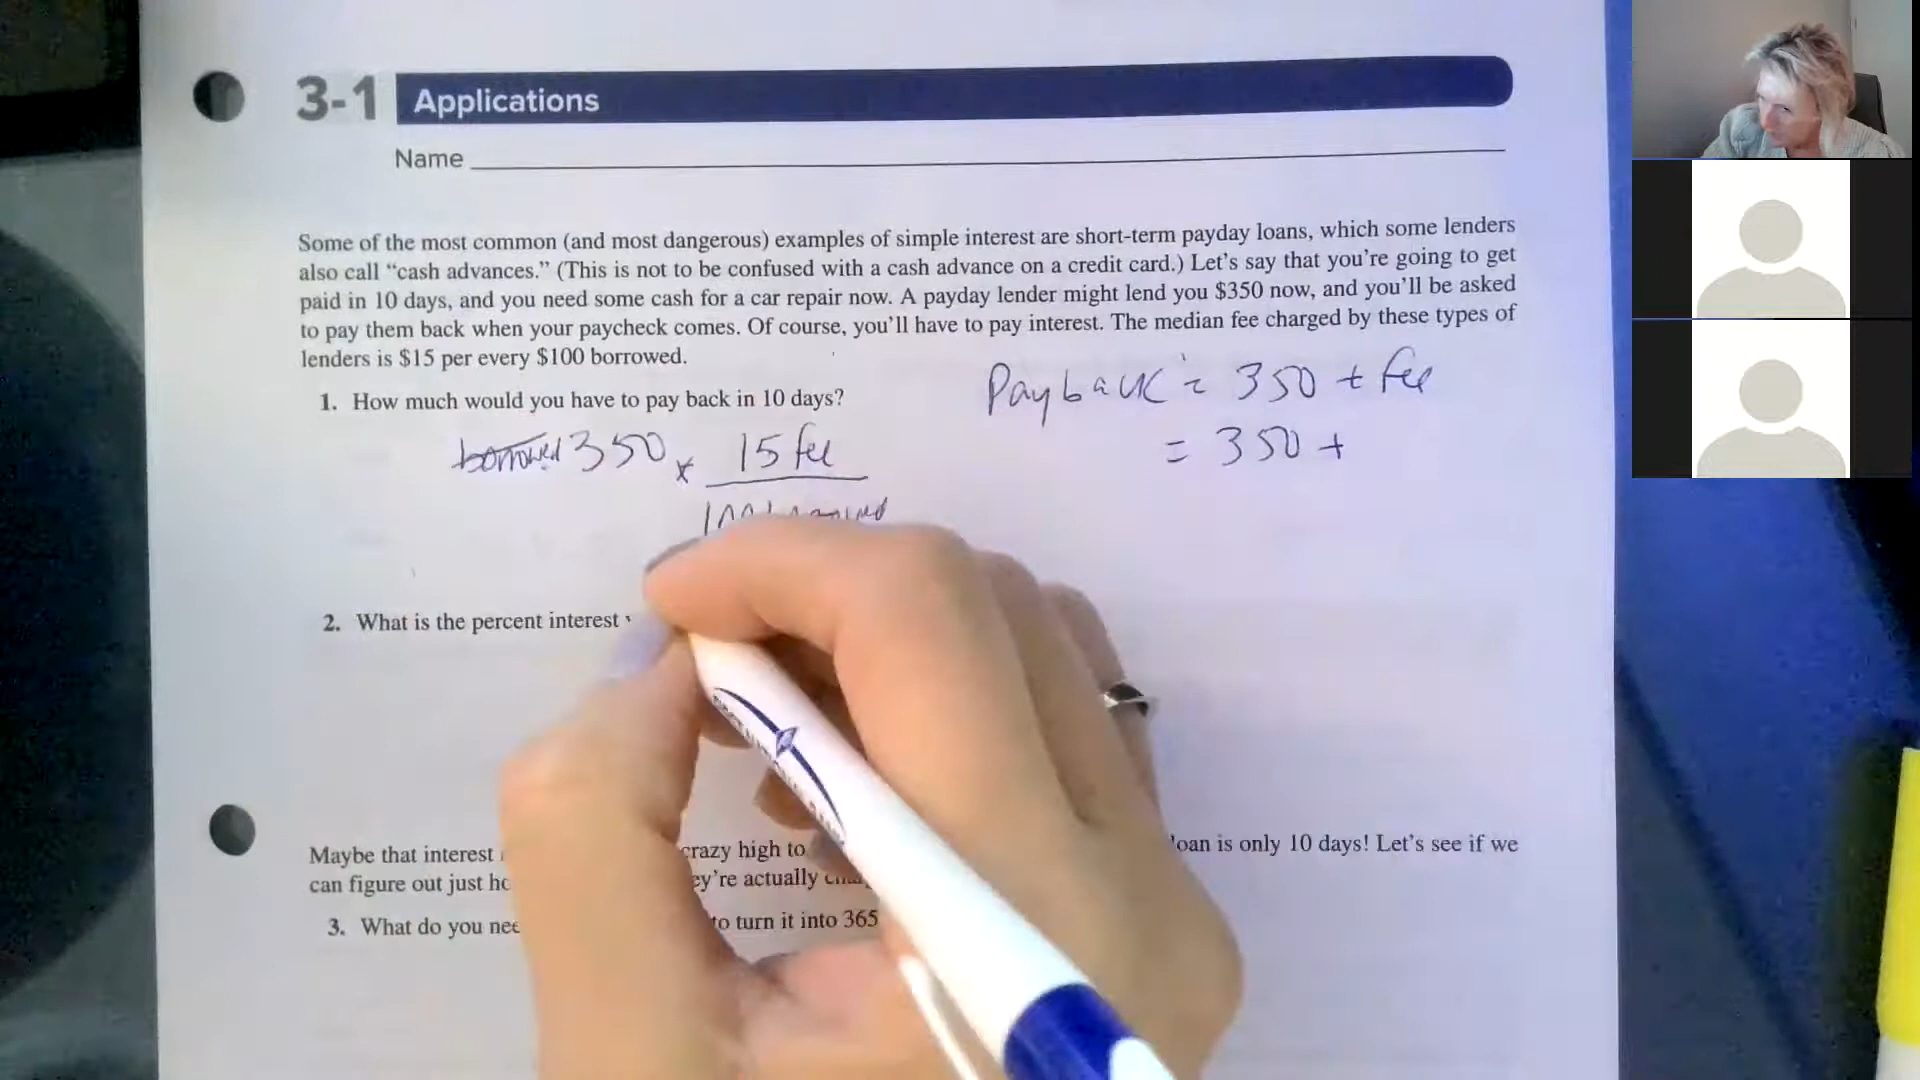 3-1 Applications
Name
Some of the most common (and most dangerous) examples of simple interest are short-term payday loans, which some lenders
also call “cash advances.” (This is not to be confused with a cash advance on a credit card.) Let’s say that you’re going to get
paid in 10 days, and you need some cash for a car repair now. A payday lender might lend you $350 now, and you’ll be asked
to pay them back when your paycheck comes. Of course, you’ll have to pay interest. The median fee charged by these types of
lenders is $15 per every $100 borrowed.
Payback = 350 + fee
1. How much would you have to pay back in 10 days?
borrowed 350 x 15 fee
= 350 +
100 borrowed
2. What is the percent interest
Maybe that interest crazy high to loan is only 10 days! Let’s see if we
can figure out just ey’re actually
3. What do you to turn it into 365